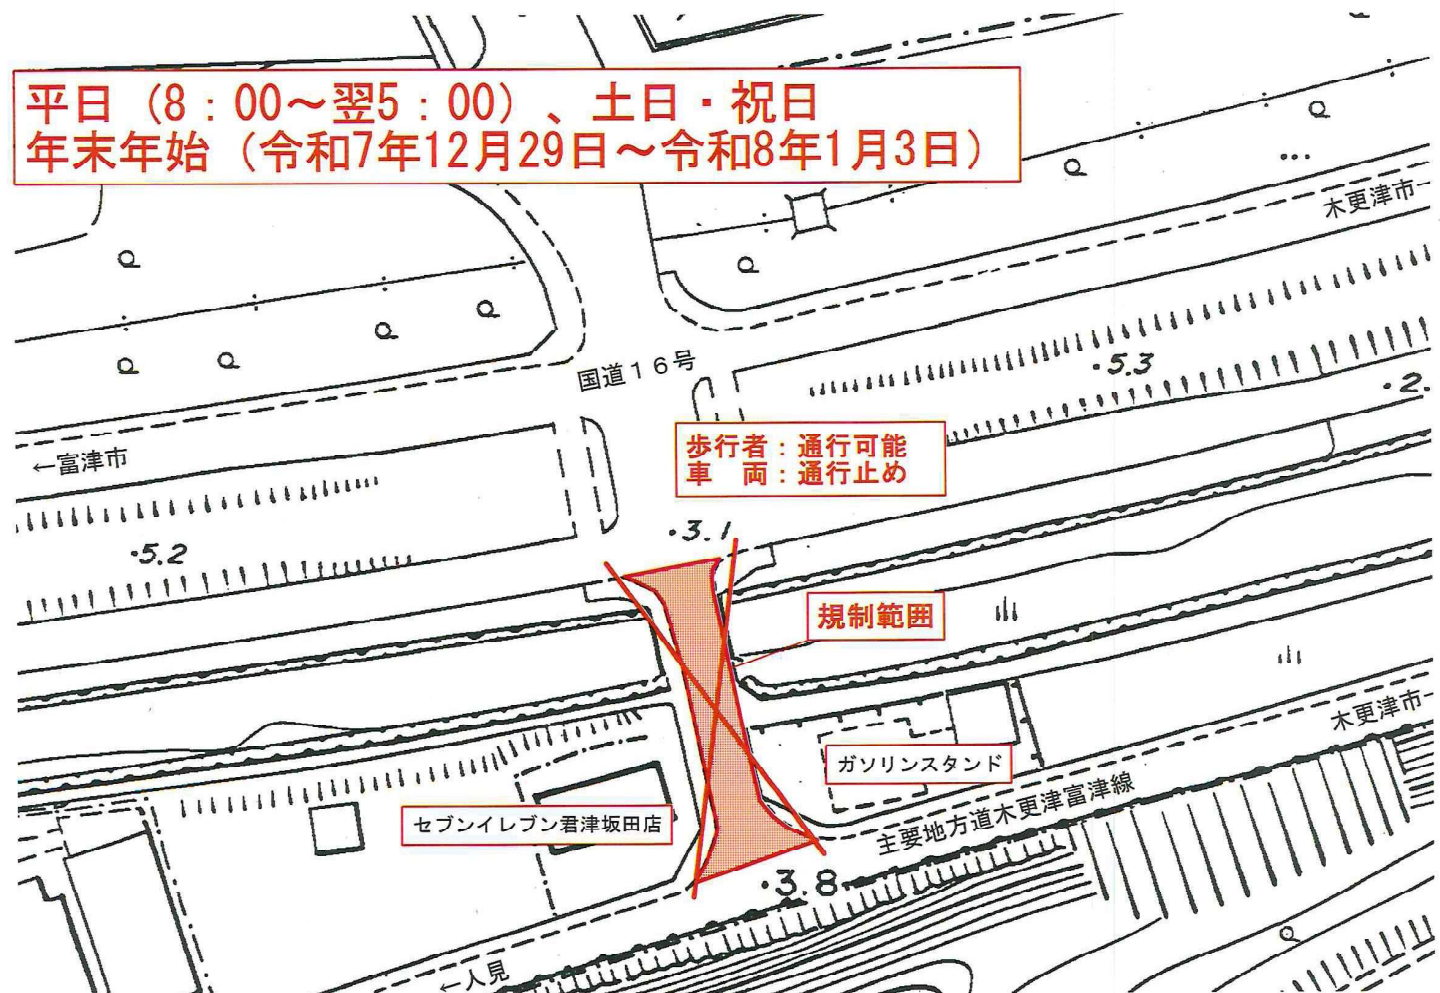 平日（8：00～翌5：00）、土日・祝日
年末年始（令和7年12月29日～令和8年1月3日）
木更津市
国道16号
・5.3
・2.
←富津市
歩行者：通行可能
車　両：通行止め
・3.1
・5.2
規制範囲
木更津市
ガソリンスタンド
セブンイレブン君津坂田店
主要地方道木更津富津線
・3.8
←人見